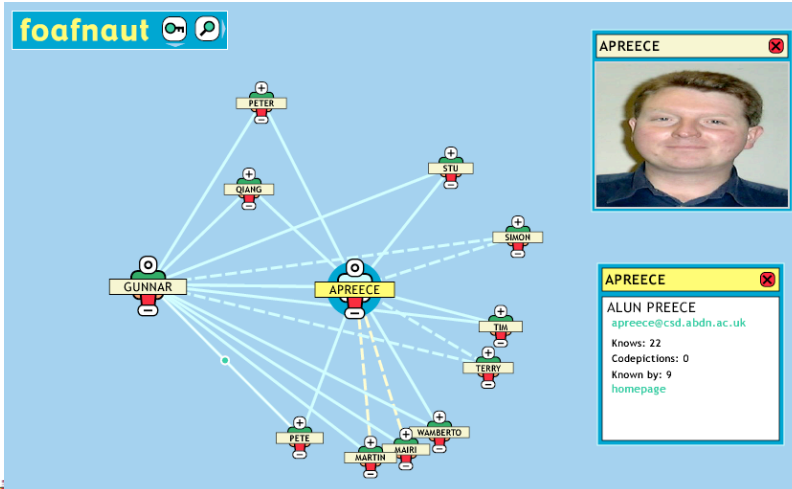 foafnaut
APREECE
PETER
STU
QIANG
SIMON
GUNNAR
APREECE
APREECE
ALUN PREECE
apreece@csd.abdn.ac.uk
Knows: 22
Codepictions: 0
Known by: 9
homepage
TIM
TERRY
PETE
WAMBERTO
MAIRI
MARTIN